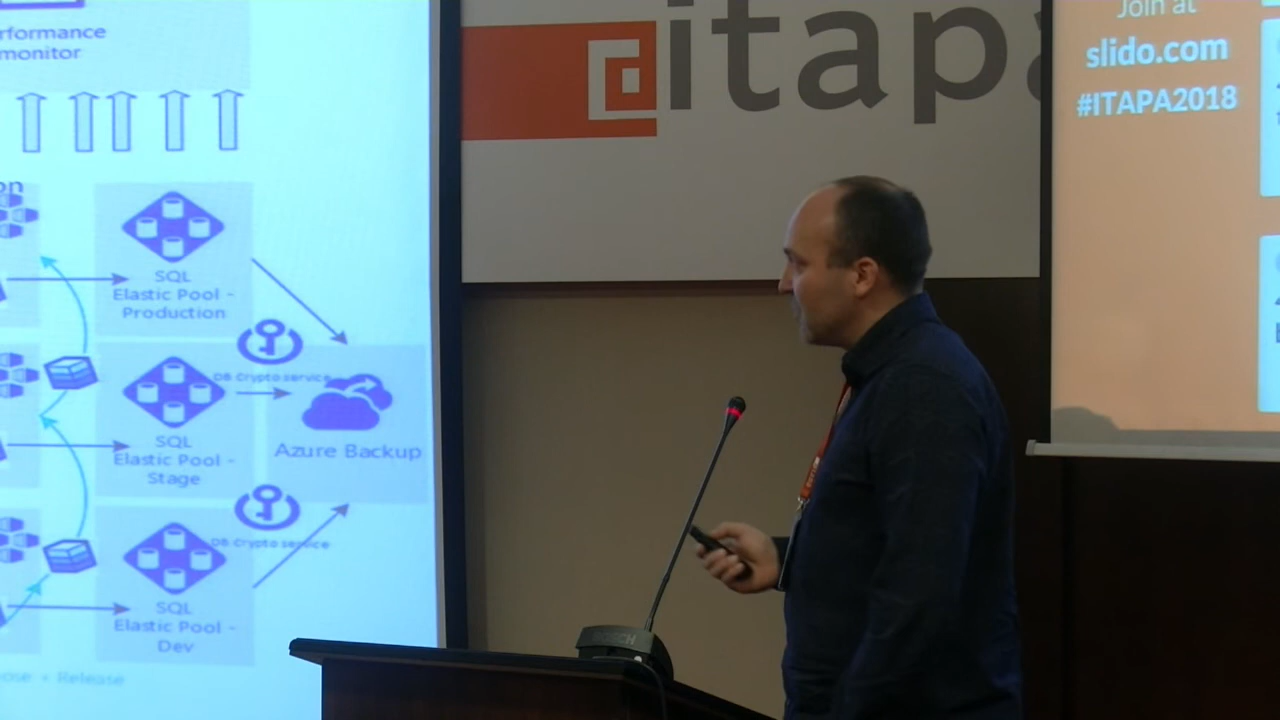 rformance
monitor
on
SQL
Elastic Pool -
Production
DB Crypto service
SQL
Elastic Pool -
Stage
Azure Backup
DB Crypto service
SQL
Elastic Pool -
Dev
Release
itapa
Join at
slido.com
#ITAPA2018
BOSCH